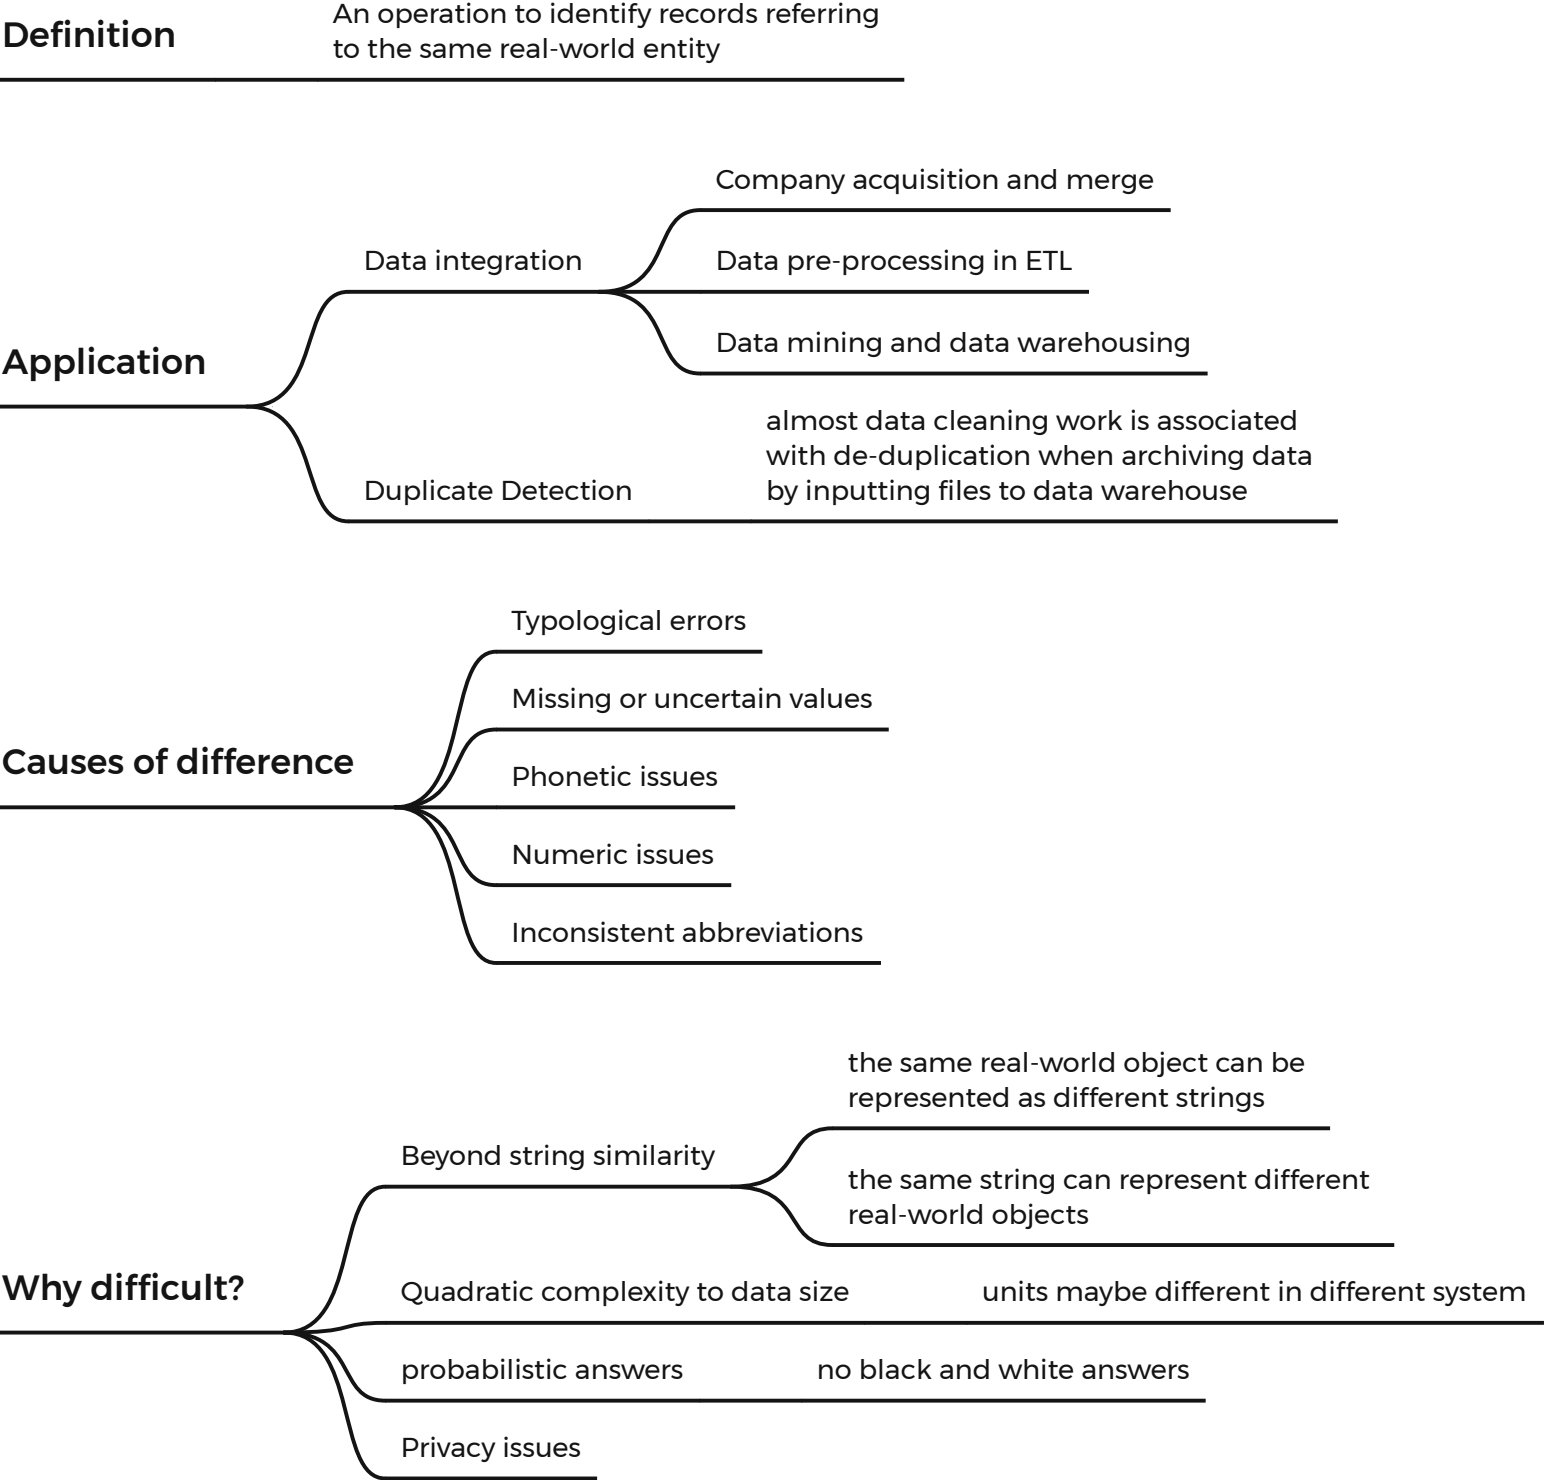 Definition
An operation to identify records referring
to the same real-world entity
Application
Data integration
Company acquisition and merge
Data pre-processing in ETL
Data mining and data warehousing
Duplicate Detection
almost data cleaning work is associated
with de-duplication when archiving data
by inputting files to data warehouse
Causes of difference
Typological errors
Missing or uncertain values
Phonetic issues
Numeric issues
Inconsistent abbreviations
Why difficult?
Beyond string similarity
the same real-world object can be
represented as different strings
the same string can represent different
real-world objects
Quadratic complexity to data size
units maybe different in different system
probabilistic answers
no black and white answers
Privacy issues